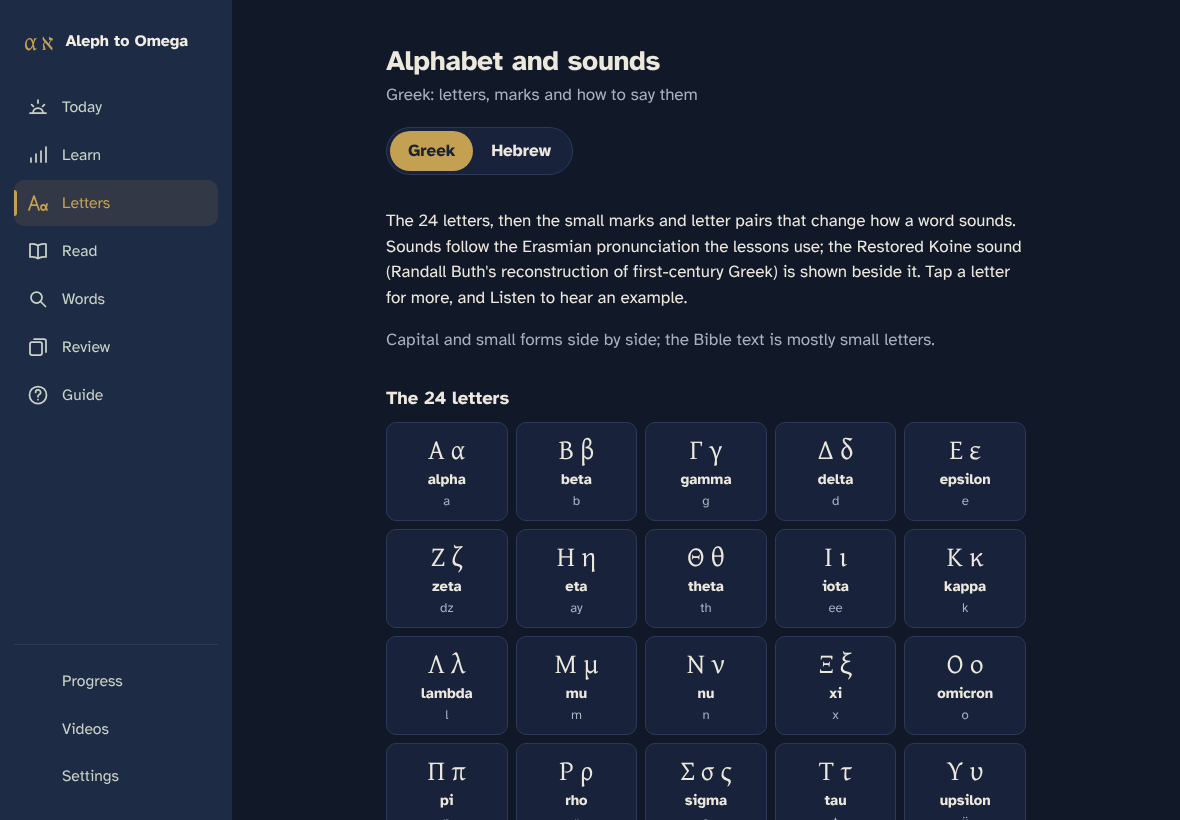 α א Aleph to Omega
Today
Learn
Letters
Read
Words
Review
Guide
Progress
Videos
Settings
Alphabet and sounds
Greek: letters, marks and how to say them
Greek Hebrew
The 24 letters, then the small marks and letter pairs that change how a word sounds.
Sounds follow the Erasmian pronunciation the lessons use; the Restored Koine sound
(Randall Buth's reconstruction of first-century Greek) is shown beside it. Tap a letter
for more, and Listen to hear an example.
Capital and small forms side by side; the Bible text is mostly small letters.
The 24 letters
Α α Β β Γ γ Δ δ Ε ε
alpha beta gamma delta epsilon
a b g d e
Ζ ζ Η η Θ θ Ι ι Κ κ
zeta eta theta iota kappa
dz ay th ee k
Λ λ Μ μ Ν ν Ξ ξ Ο ο
lambda mu nu xi omicron
l m n x o
Π π Ρ ρ Σ σ ς Τ τ Υ υ
pi rho sigma tau upsilon